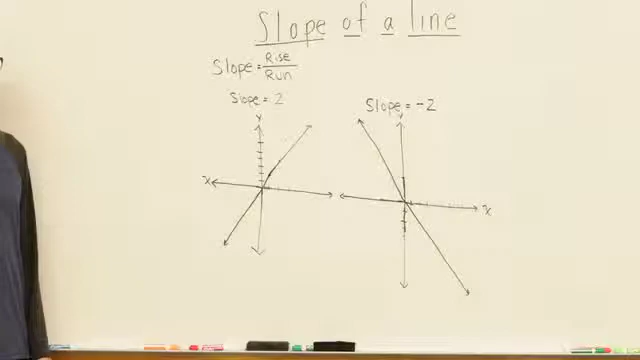 Slope of a line
Slope = Rise
Run
Slope = 2
Slope = -2
Y
Y
X
X